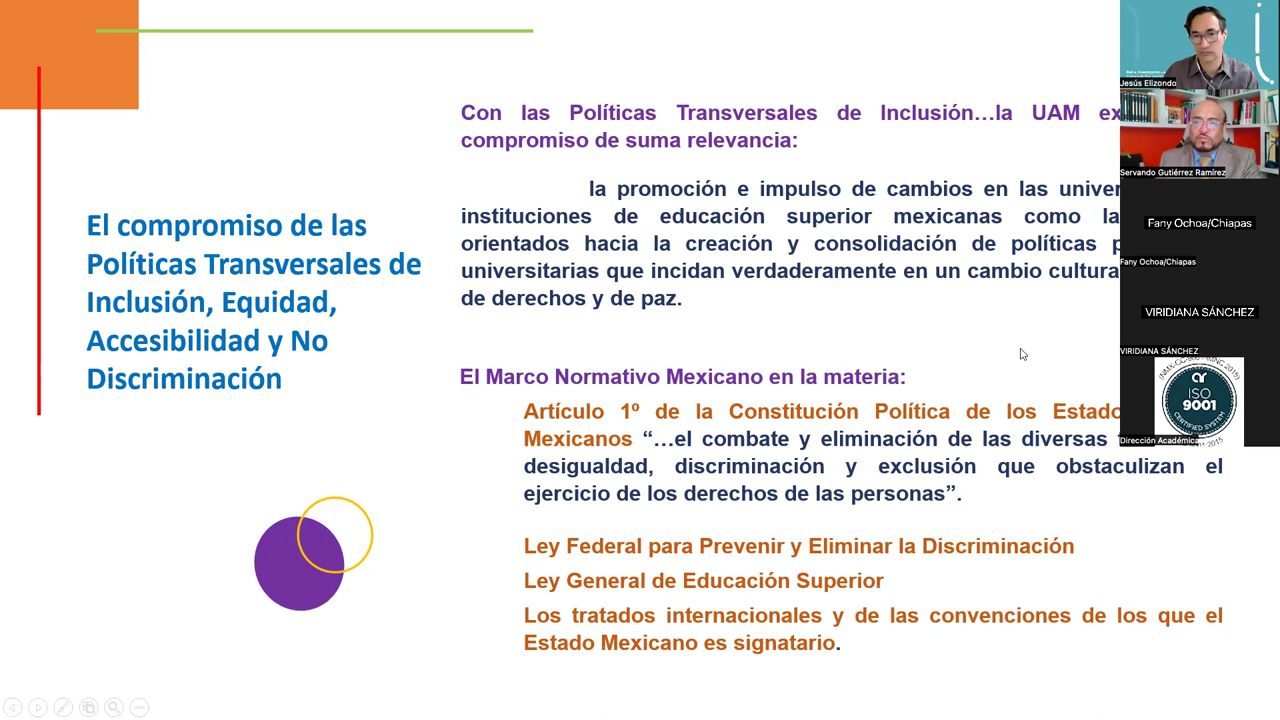 El compromiso de las
Políticas Transversales de
Inclusión, Equidad,
Accesibilidad y No
Discriminación
Con las Políticas Transversales de Inclusión…la UAM
compromiso de suma relevancia:
la promoción e impulso de cambios en las
instituciones de educación superior mexicanas como
orientados hacia la creación y consolidación de políticas
universitarias que incidan verdaderamente en un cambio
de derechos y de paz.
El Marco Normativo Mexicano en la materia:
Artículo 1º de la Constitución Política de los
Mexicanos “…el combate y eliminación de las diversas
desigualdad, discriminación y exclusión que obstaculizan el
ejercicio de los derechos de las personas”.
Ley Federal para Prevenir y Eliminar la Discriminación
Ley General de Educación Superior
Los tratados internacionales y de las convenciones de los que el
Estado Mexicano es signatario.
Jesús Elizondo
Servando Gutiérrez Ramírez
Fany Ochoa/Chiapas
Fany Ochoa/Chiapas
VIRIDIANA SÁNCHEZ
VIRIDIANA SÁNCHEZ
ISO
9001
CERTIFIED SYSTEM
Dirección Académica